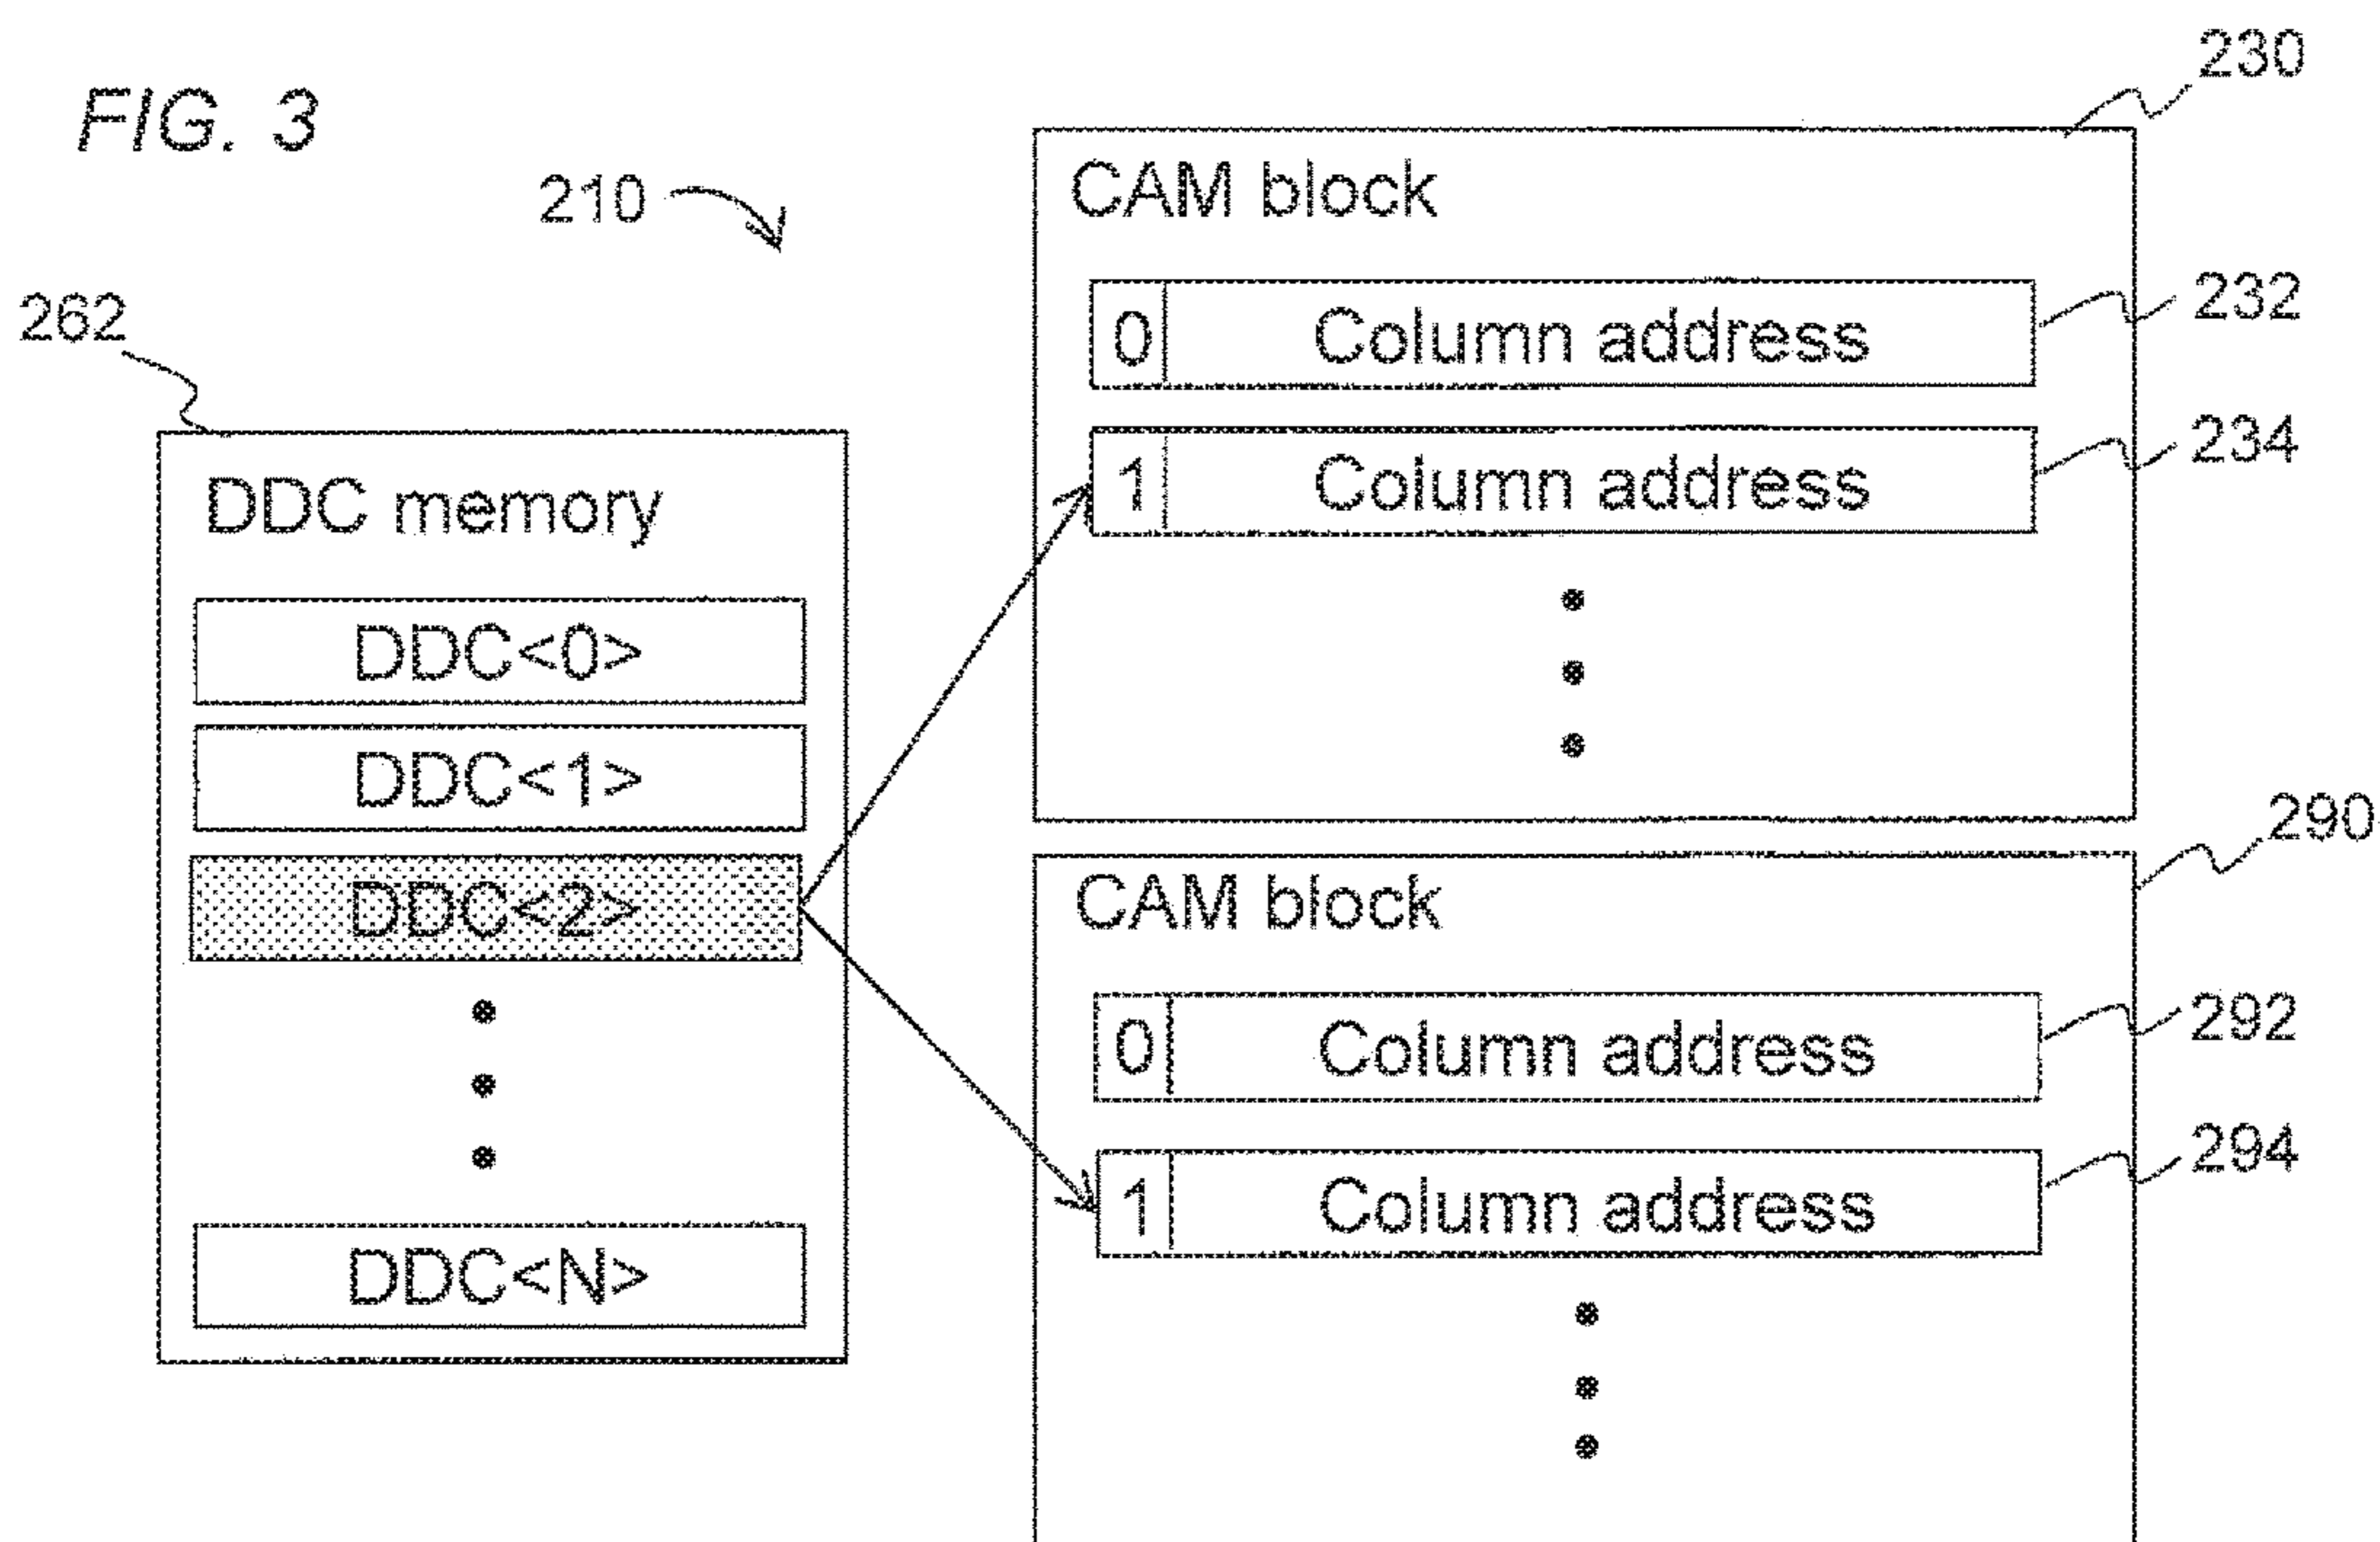 FIG. 3
210
262
DDC memory
DDC<0>
DDC<1>
DDC<2>
DDC<N>
230
CAM block
0 Column address
232
1 Column address
234
290
CAM block
0 Column address
292
1 Column address
294